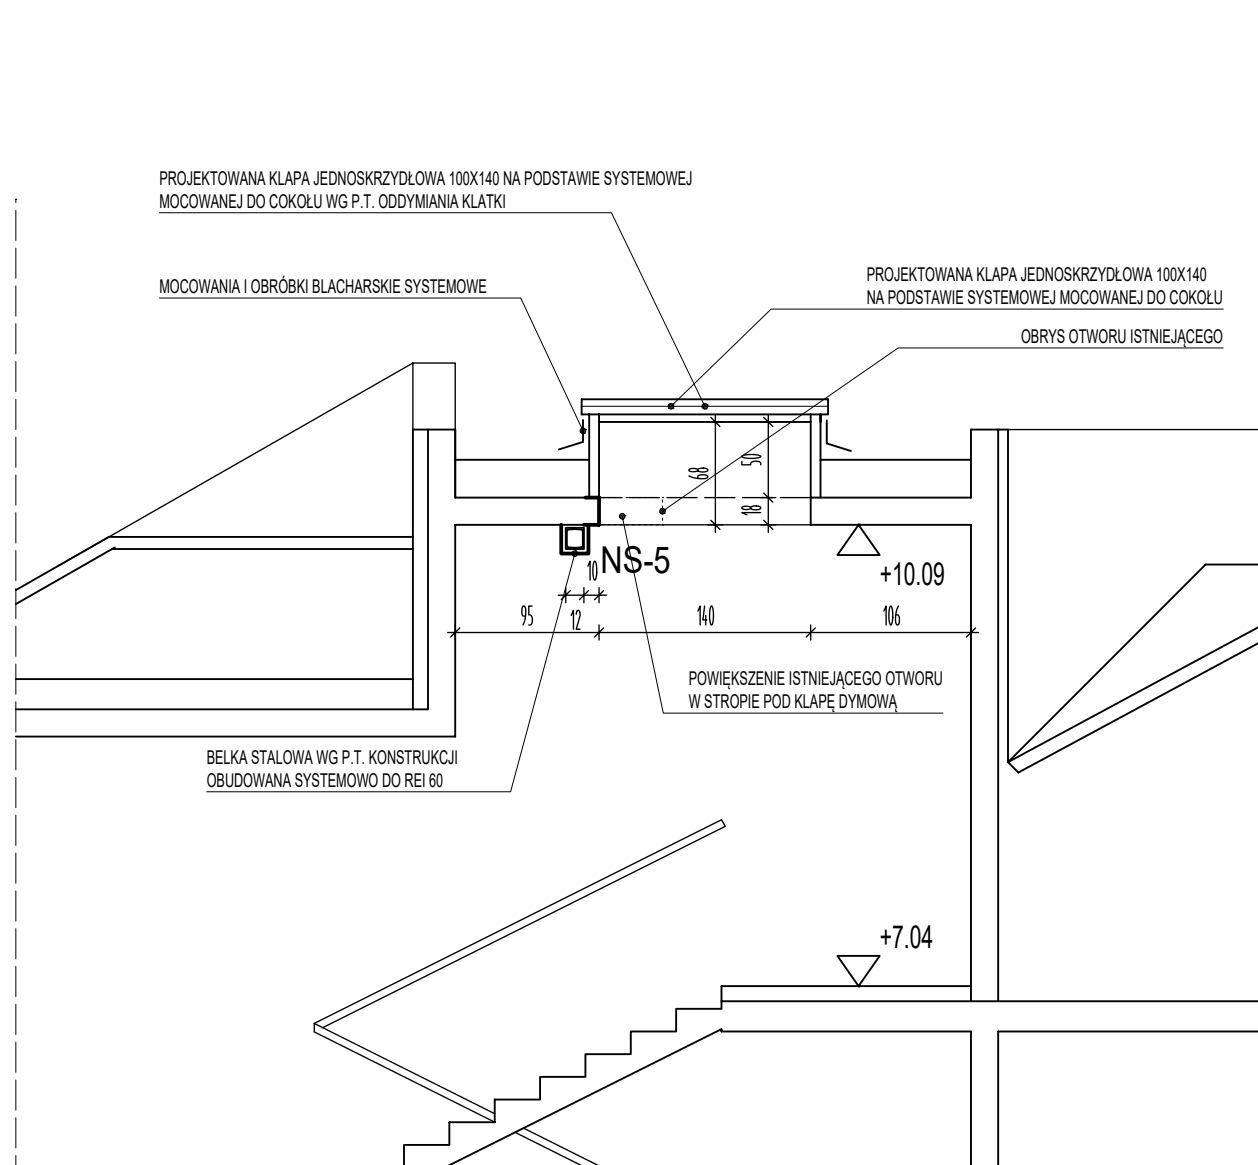 PROJEKTOWANA KLAPA JEDNOSKRZYDŁOWA 100X140 NA PODSTAWIE SYSTEMOWEJ
MOCOWANEJ DO COKOŁU WG P.T. ODDYMIANIA KLATKI
PROJEKTOWANA KLAPA JEDNOSKRZYDŁOWA 100X140
NA PODSTAWIE SYSTEMOWEJ MOCOWANEJ DO COKOŁU
MOCOWANIA I OBRÓBKI BLACHARSKIE SYSTEMOWE
OBRYS OTWORU ISTNIEJĄCEGO
68
50
18
NS-5
10
+10.09
95
12
140
106
POWIĘKSZENIE ISTNIEJĄCEGO OTWORU
W STROPIE POD KLAPĘ DYMOWĄ
BELKA STALOWA WG P.T. KONSTRUKCJI
OBUDOWANA SYSTEMOWO DO REI 60
+7.04